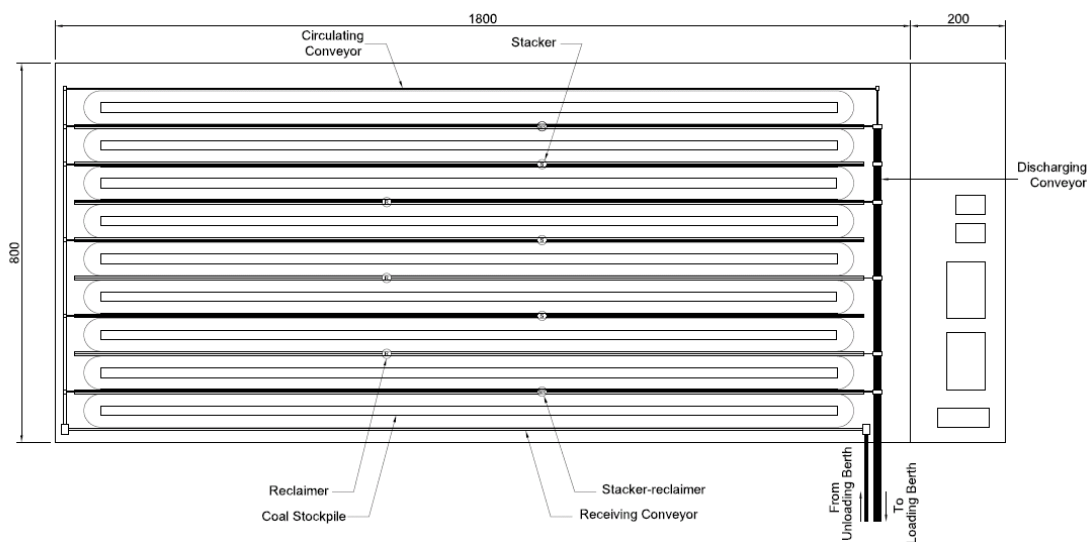 1800
200
Circulating
Conveyor
Stacker
Discharging
Conveyor
800
Reclaimer
Coal Stockpile
Stacker-reclaimer
Receiving Conveyor
From
Unloading Berth
To
Loading Berth